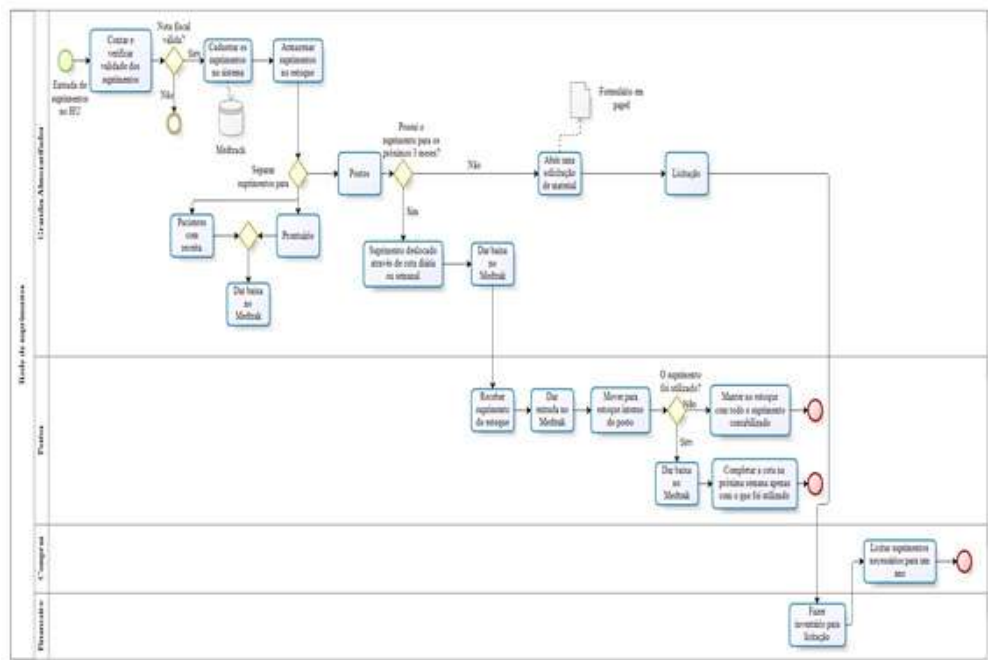 Rede de suprimentos
Grandes Almoxarifados
Entrada de
suprimentos
no HU
Contar e
verificar
validade dos
suprimentos
Nota fiscal
válida?
Sim
Não
Cadastrar os
suprimentos
no sistema
Medtrack
Armazenar
suprimentos
no estoque
Separar
suprimentos para
Pacientes
com
receita
Prontuário
Dar baixa
no
Medtrak
Postos
Possui o
suprimento para os
próximos 3 meses?
Não
Sim
Suprimento deslocado
através de cota diária
ou semanal
Dar baixa
no
Medtrak
Abrir uma
solicitação
de material
Formulário em
papel
Licitação
Postos
Receber
suprimento
do estoque
Dar
entrada no
Medtrak
Mover para
estoque interno
do posto
O suprimento
foi utilizado?
Não
Sim
Manter no estoque
com todo o suprimento
contabilizado
Dar baixa
no
Medtrak
Completar a cota na
próxima semana apenas
com o que foi utilizado
Compras
Licitar suprimentos
necessários para um
ano
Financeiro
Fazer
inventário para
licitação